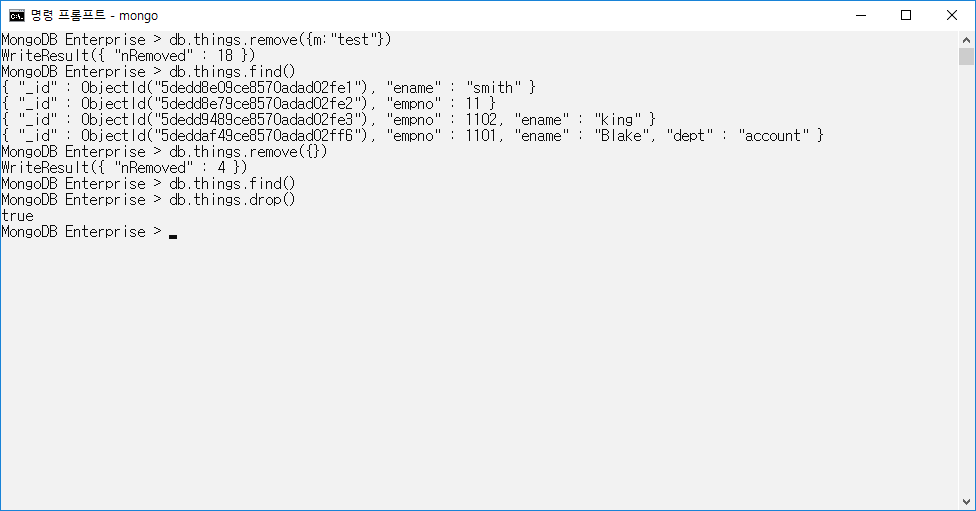 명령 프롬프트 - mongo
MongoDB Enterprise > db.things.remove({m:"test"})
WriteResult({ "nRemoved" : 18 })
MongoDB Enterprise > db.things.find()
{ "_id" : ObjectId("5dedd8e09ce8570adad02fe1"), "ename" : "smith" }
{ "_id" : ObjectId("5dedd8e79ce8570adad02fe2"), "empno" : 11 }
{ "_id" : ObjectId("5dedd9489ce8570adad02fe3"), "empno" : 1102, "ename" : "king" }
{ "_id" : ObjectId("5deddaf49ce8570adad02ff6"), "empno" : 1101, "ename" : "Blake", "dept" : "account" }
MongoDB Enterprise > db.things.remove({})
WriteResult({ "nRemoved" : 4 })
MongoDB Enterprise > db.things.find()
MongoDB Enterprise > db.things.drop()
true
MongoDB Enterprise >